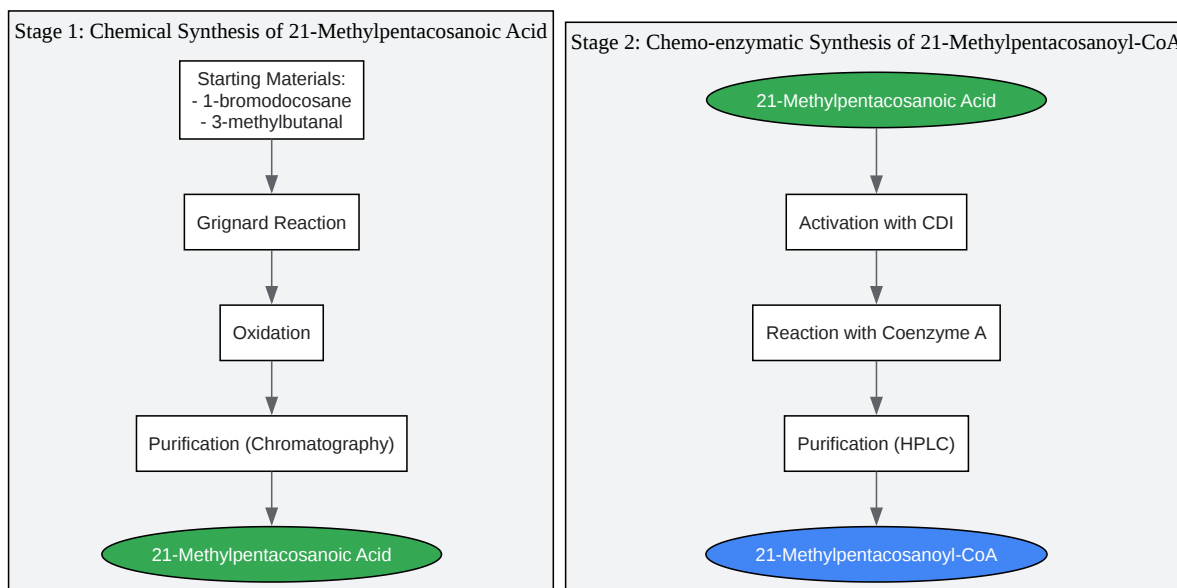 Stage 1: Chemical Synthesis of 21-Methylpentacosanoic Acid
Starting Materials:
- 1-bromodocosane
- 3-methylbutanal
Grignard Reaction
Oxidation
Purification (Chromatography)
21-Methylpentacosanoic Acid
Stage 2: Chemo-enzymatic Synthesis of 21-Methylpentacosanoyl-CoA
21-Methylpentacosanoic Acid
Activation with CDI
Reaction with Coenzyme A
Purification (HPLC)
21-Methylpentacosanoyl-CoA